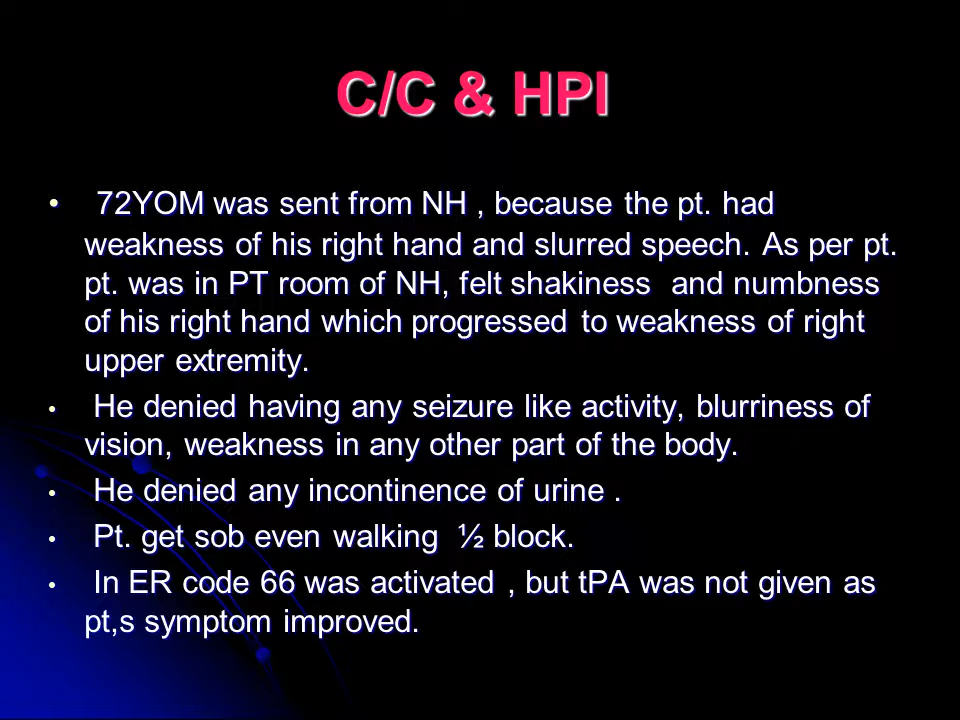 C/C & HPI
• 72YOM was sent from NH , because the pt. had
weakness of his right hand and slurred speech. As per pt.
pt. was in PT room of NH, felt shakiness and numbness
of his right hand which progressed to weakness of right
upper extremity.
• He denied having any seizure like activity, blurriness of
vision, weakness in any other part of the body.
• He denied any incontinence of urine .
• Pt. get sob even walking ½ block.
• In ER code 66 was activated , but tPA was not given as
pt,s symptom improved.